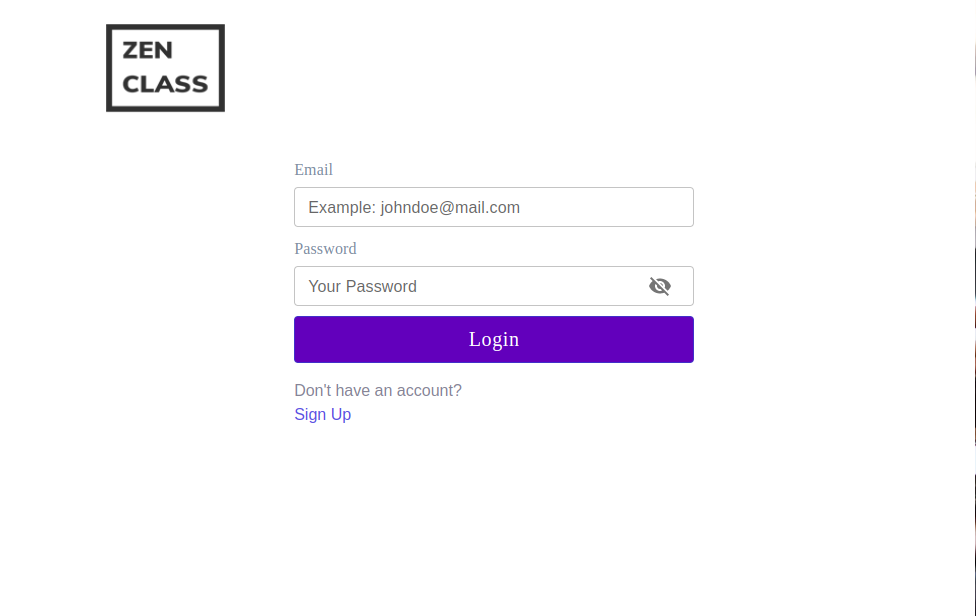 ZEN
CLASS
Email
Example: johndoe@mail.com
Password
Your Password
Login
Don't have an account?
Sign Up